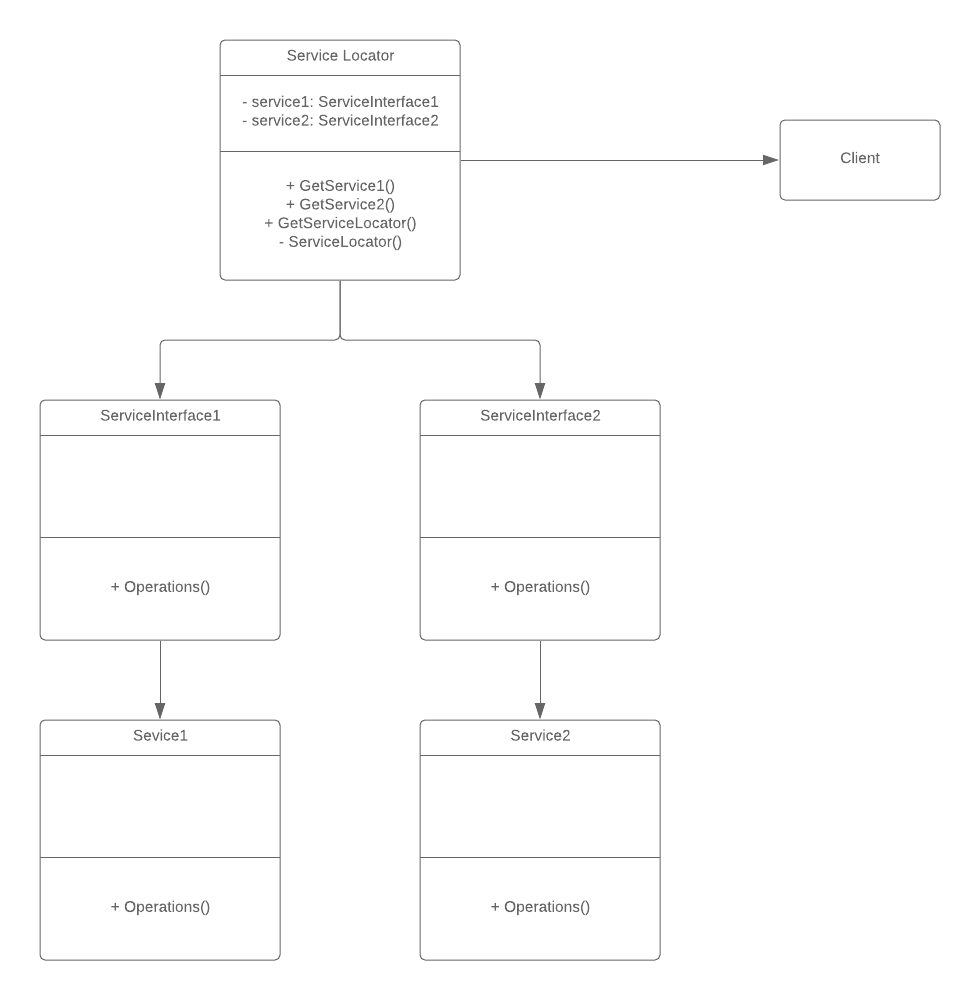 Service Locator
- service1: ServiceInterface1
- service2: ServiceInterface2
+ GetService1()
+ GetService2()
+ GetServiceLocator()
- ServiceLocator()
Client
ServiceInterface1
ServiceInterface2
+ Operations()
+ Operations()
Sevice1
Service2
+ Operations()
+ Operations()